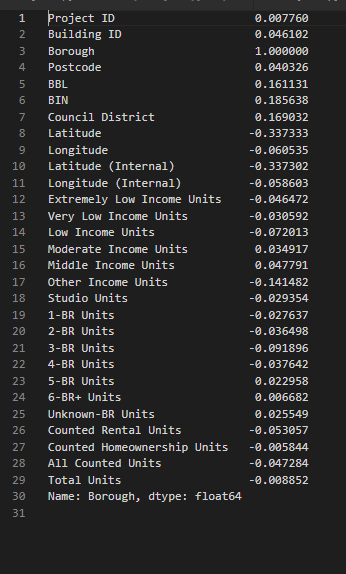 1 Project ID 0.007760
2 Building ID 0.046102
3 Borough 1.000000
4 Postcode 0.040326
5 BBL 0.161131
6 BIN 0.185638
7 Council District 0.169032
8 Latitude -0.337333
9 Longitude -0.060535
10 Latitude (Internal) -0.337302
11 Longitude (Internal) -0.058603
12 Extremely Low Income Units -0.046472
13 Very Low Income Units -0.030592
14 Low Income Units -0.072013
15 Moderate Income Units 0.034917
16 Middle Income Units 0.047791
17 Other Income Units -0.141482
18 Studio Units -0.029354
19 1-BR Units -0.027637
20 2-BR Units -0.036498
21 3-BR Units -0.091896
22 4-BR Units -0.037642
23 5-BR Units 0.022958
24 6-BR+ Units 0.006682
25 Unknown-BR Units 0.025549
26 Counted Rental Units -0.053057
27 Counted Homeownership Units -0.005844
28 All Counted Units -0.047284
29 Total Units -0.008852
30 Name: Borough, dtype: float64
31